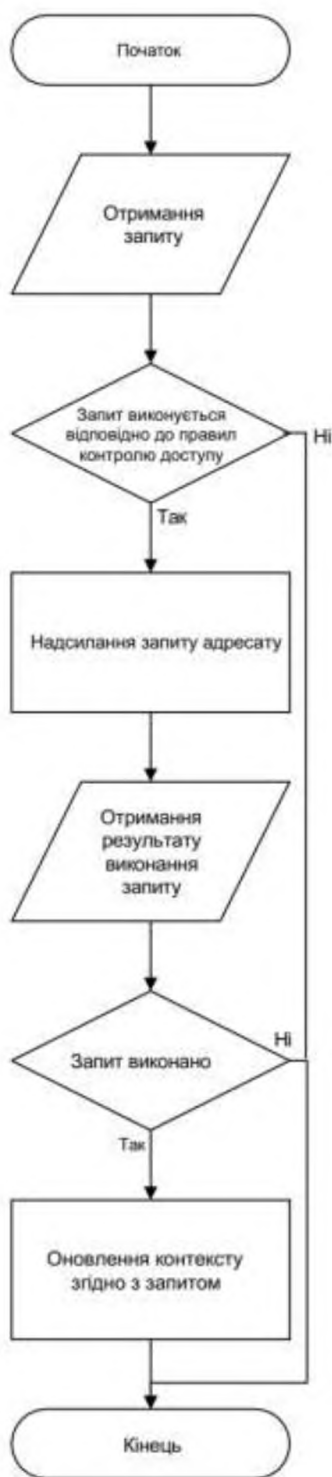 Початок
Отримання
запиту
Запит виконується
відповідно до правил
контролю доступу
Ні
Так
Надсилання запиту адресату
Отримання
результату
виконання
запиту
Ні
Запит виконано
Так
Оновлення контексту
згідно з запитом
Кінець